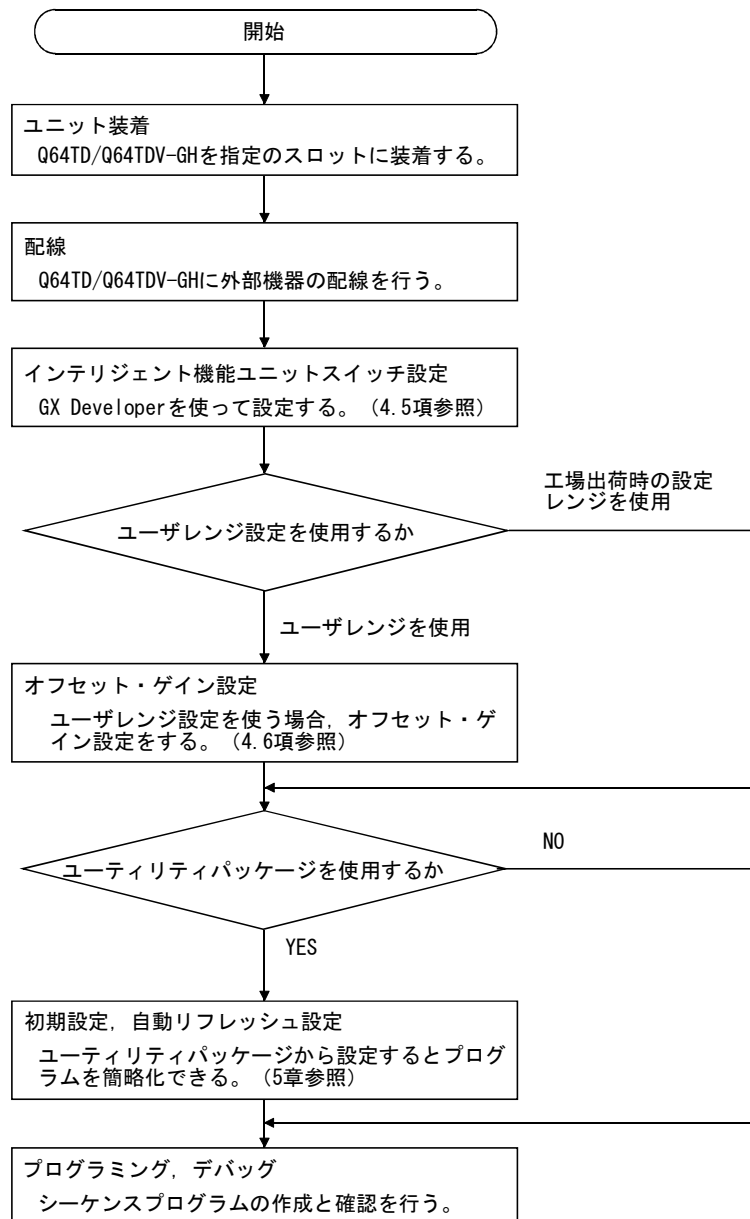 開始
ユニット装着
Q64TD/Q64TDV-GHを指定のスロットに装着する。
配線
Q64TD/Q64TDV-GHに外部機器の配線を行う。
インテリジェント機能ユニットスイッチ設定
GX Developerを使って設定する。(4.5項参照)
工場出荷時の設定
レンジを使用
ユーザレンジ設定を使用するか
ユーザレンジを使用
オフセット・ゲイン設定
ユーザレンジ設定を使う場合,オフセット・ゲ
イン設定をする。(4.6項参照)
NO
ユーティリティパッケージを使用するか
YES
初期設定,自動リフレッシュ設定
ユーティリティパッケージから設定するとプログ
ラムを簡略化できる。(5章参照)
プログラミング,デバッグ
シーケンスプログラムの作成と確認を行う。